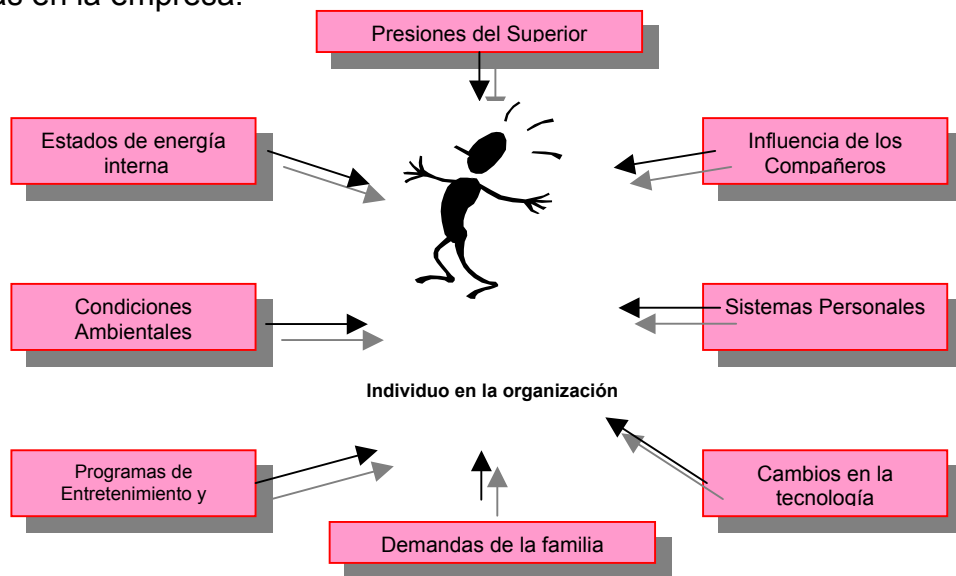 as en la empresa.
Presiones del Superior
Estados de energía
interna
Influencia de los
Compañeros
Condiciones
Ambientales
Sistemas Personales
Individuo en la organización
Programas de
Entretenimiento y
Cambios en la
tecnología
Demandas de la familia